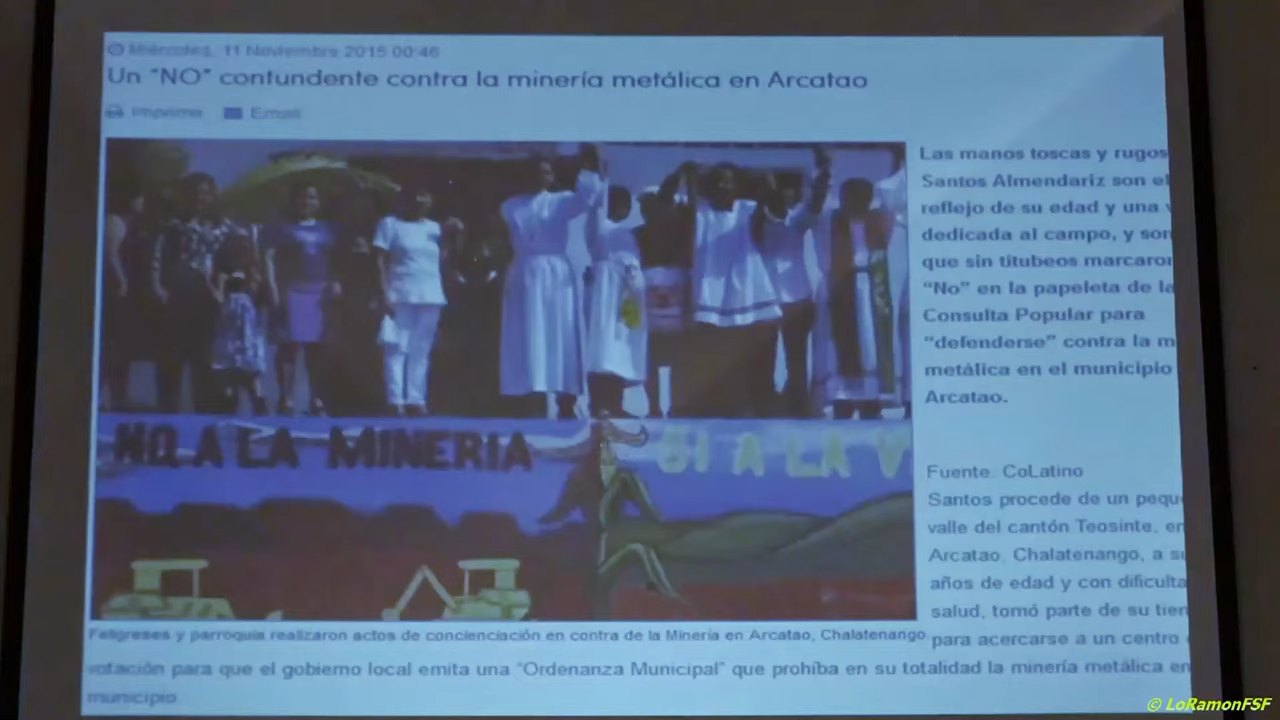 Miércoles, 11 Noviembre 2015 00:46
Un "NO" contundente contra la minería metálica en Arcatao
Imprimir Email
Las manos toscas y rugos
Santos Almendariz son el
reflejo de su edad y una v
dedicada al campo, y son
que sin titubeos marcaron
"No" en la papeleta de la
Consulta Popular para
"defenderse" contra la m
metálica en el municipio
Arcatao.
NO A LA MINERIA SI A LA V
Fuente: CoLatino
Santos procede de un pequ
valle del cantón Teosinte, en
Arcatao, Chalatenango, a su
años de edad y con dificulta
salud, tomó parte de su tien
para acercarse a un centro
Feligreses y parroquia realizaron actos de concienciación en contra de la Minería en Arcatao, Chalatenango
votación para que el gobierno local emita una "Ordenanza Municipal" que prohíba en su totalidad la minería metálica en
municipio
© LoRamonFSF